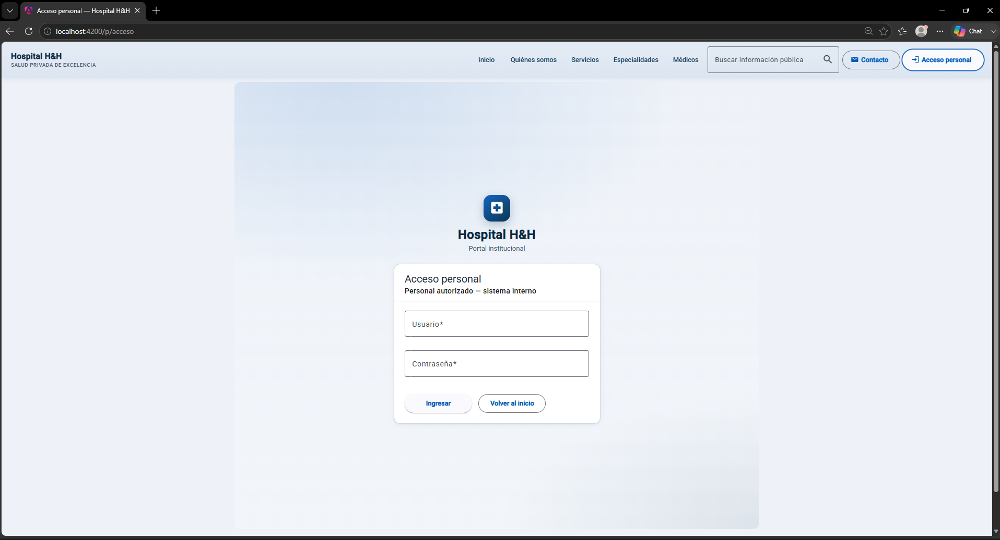 Acceso personal — Hospital H&H
localhost:4200/p/acceso
Chat
Hospital H&H
SALUD PRIVADA DE EXCELENCIA
Inicio
Quiénes somos
Servicios
Especialidades
Médicos
Buscar información pública
Contacto
Acceso personal
Hospital H&H
Portal institucional
Acceso personal
Personal autorizado — sistema interno
Usuario*
Contraseña*
Ingresar
Volver al inicio